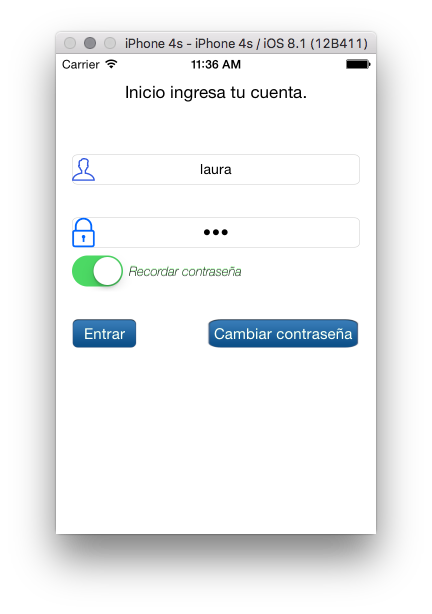 iPhone 4s - iPhone 4s / iOS 8.1 (12B411)
Carrier 11:36 AM
Inicio ingresa tu cuenta.
laura
•••
Recordar contraseña
Entrar Cambiar contraseña